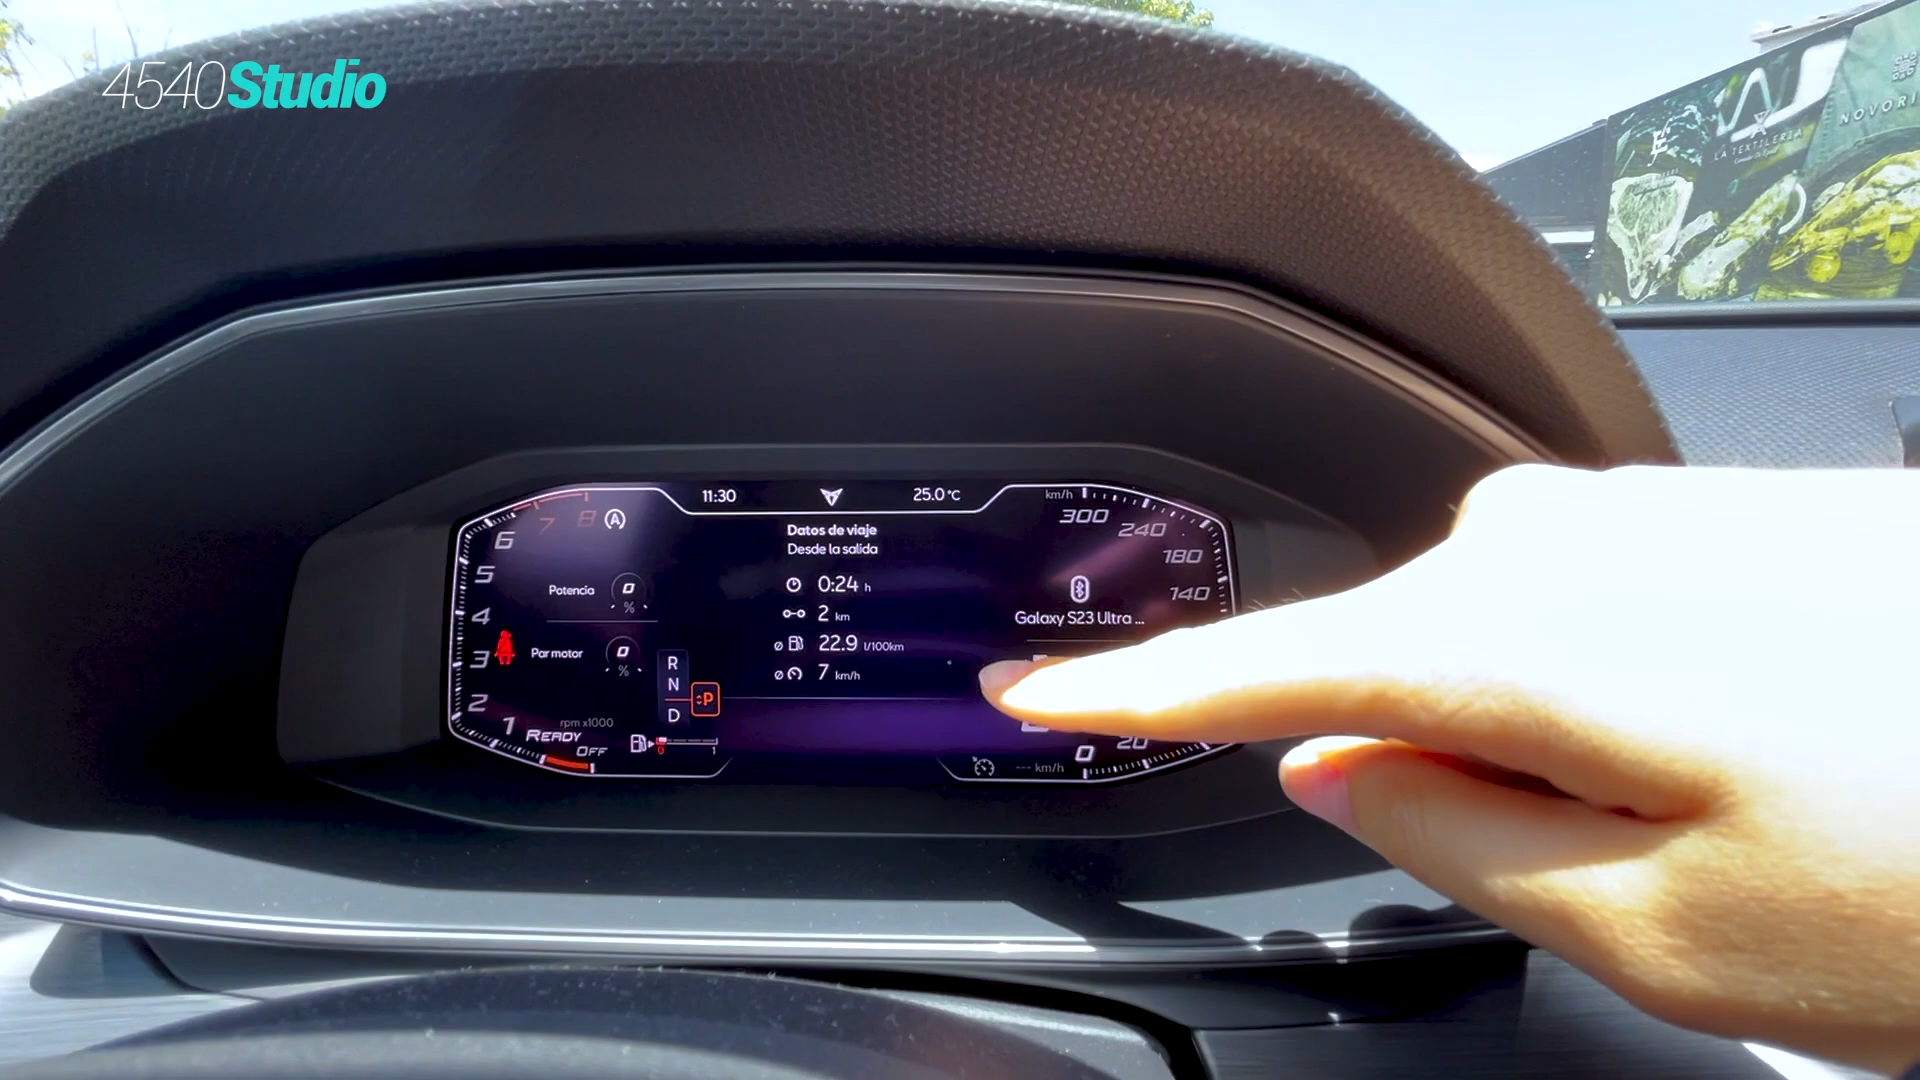 4540Studio
NOVORI
LA TEXTILERIA
11:30
25.0 °C
km/h
Datos de viaje
Desde la salida
0:24 h
2 km
ø 22.9 l/100km
ø 7 km/h
8
7
6
5
4
3
2
1
A
Potencia 0 %
Par motor 0 %
R
N
D
P
rpm x1000
READY
OFF
0 1
300
240
180
140
Galaxy S23 Ultra ...
20
0
--- km/h